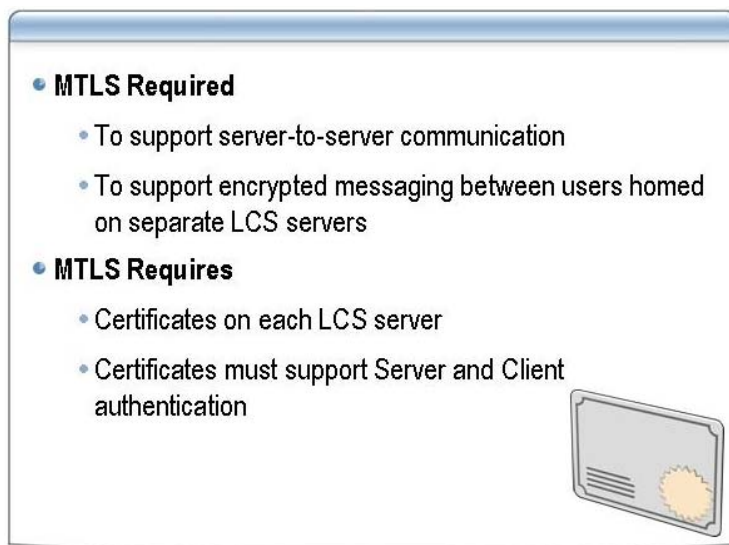 MTLS Required
To support server-to-server communication
To support encrypted messaging between users homed
on separate LCS servers
MTLS Requires
Certificates on each LCS server
Certificates must support Server and Client
authentication